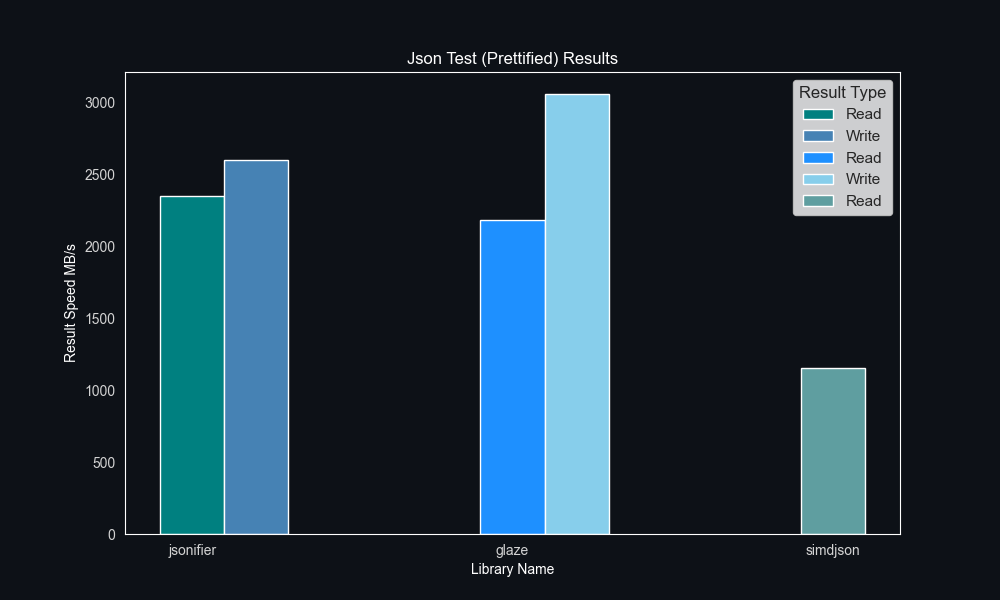 Json Test (Prettified) Results
Result Type
Read
Write
Read
Write
Read
3000
2500
2000
1500
1000
500
0
Result Speed MB/s
jsonifier
glaze
simdjson
Library Name